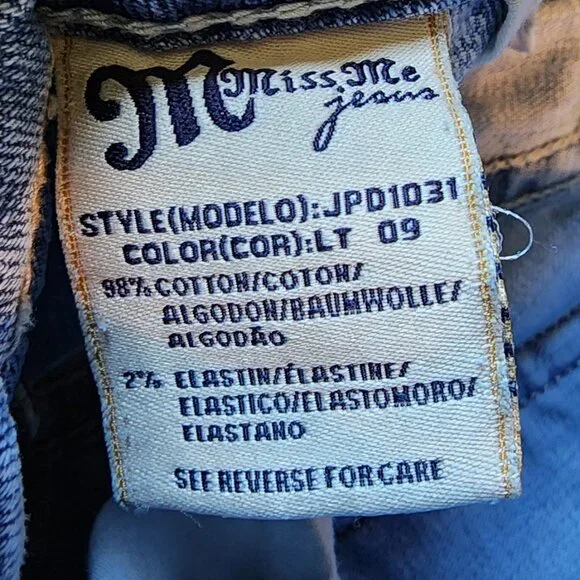 M Miss Me
jeans
STYLE(MODELO):JPD1031
COLOR(COR):LT 09
98% COTTON/COTON/
ALGODON/BAUMWOLLE/
ALGODÃO
2% ELASTIN/ÉLASTINE/
ELASTICO/ELASTOMORO/
ELASTANO
SEE REVERSE FOR CARE